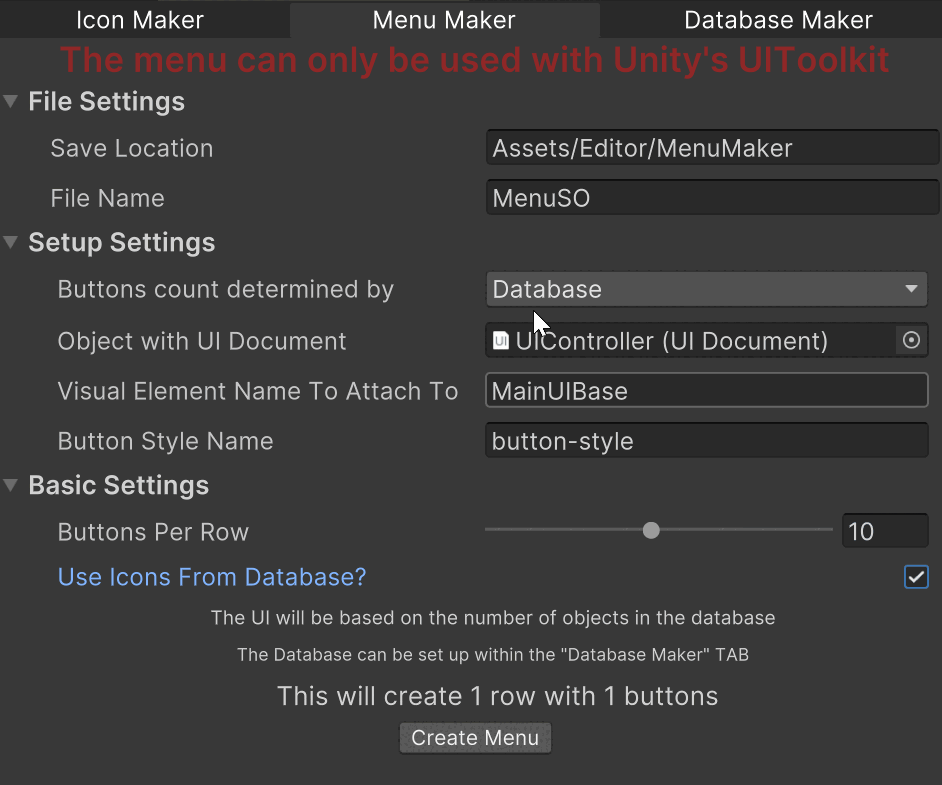 Icon Maker Menu Maker Database Maker
The menu can only be used with Unity's UIToolkit
File Settings
Save Location Assets/Editor/MenuMaker
File Name MenuSO
Setup Settings
Buttons count determined by Database
Object with UI Document UIController (UI Document)
Visual Element Name To Attach To MainUIBase
Button Style Name button-style
Basic Settings
Buttons Per Row 10
Use Icons From Database?
The UI will be based on the number of objects in the database
The Database can be set up within the "Database Maker" TAB
This will create 1 row with 1 buttons
Create Menu